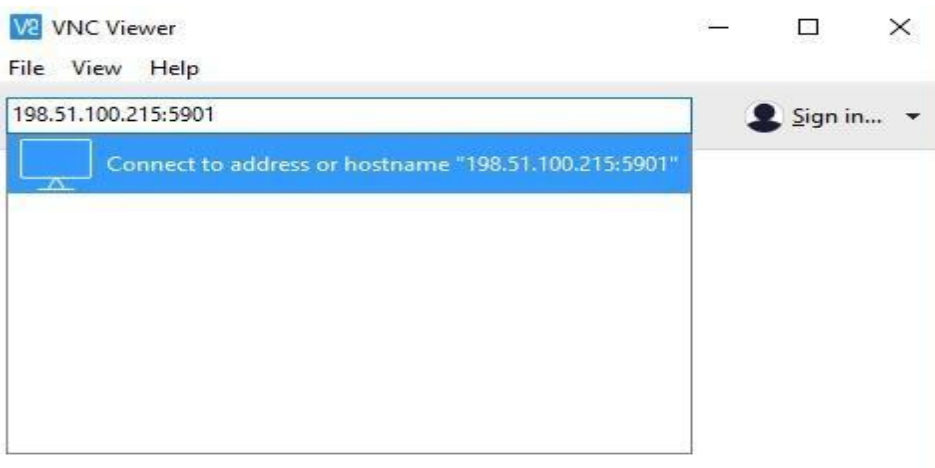 VNC Viewer
File View Help
198.51.100.215:5901
Sign in...
Connect to address or hostname "198.51.100.215:5901"